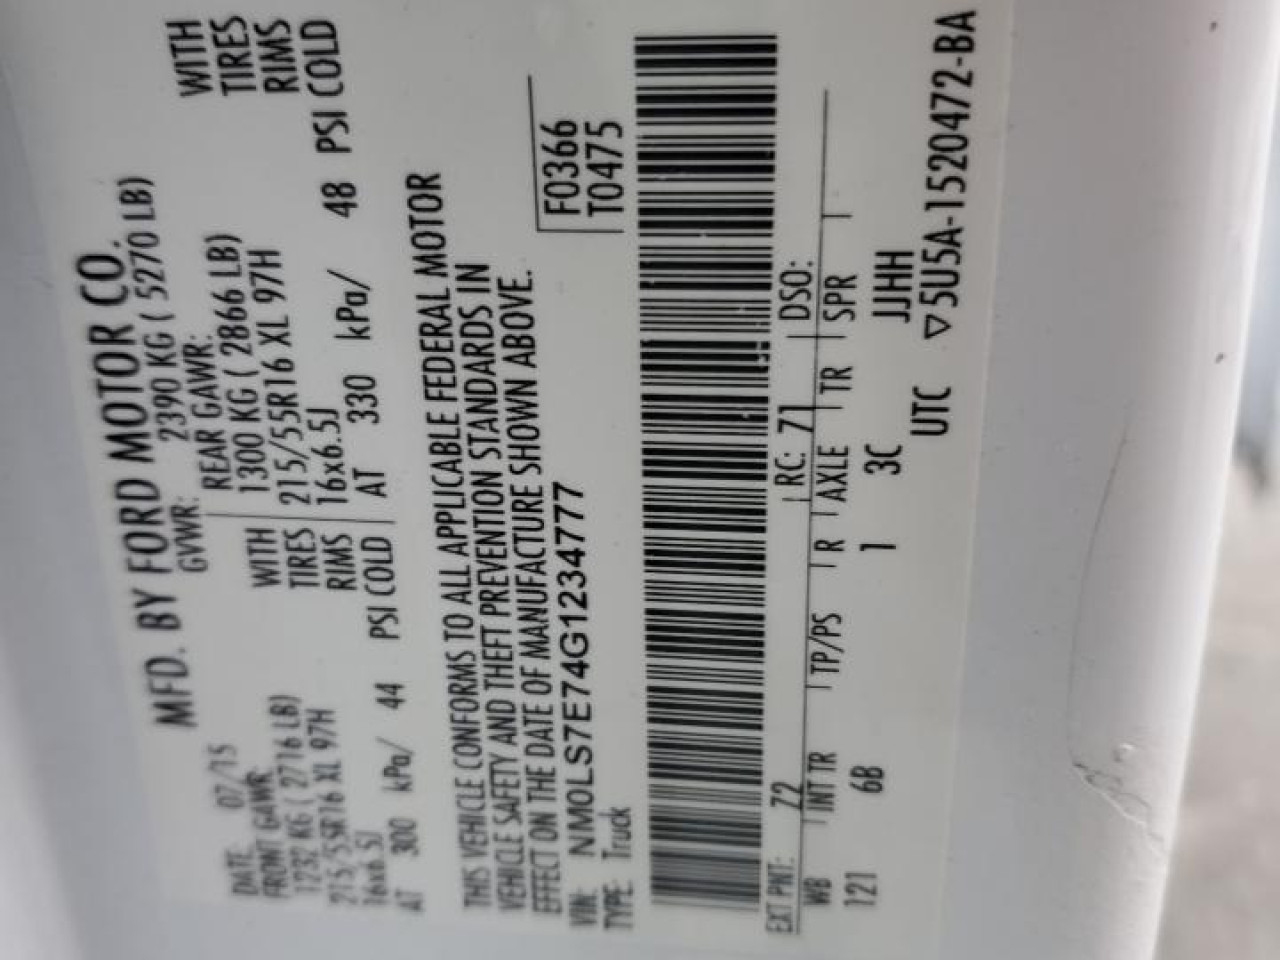 MFD. BY FORD MOTOR CO.
DATE: 07/15 GVWR: 2390 KG ( 5270 LB)
FRONT GAWR: REAR GAWR:
1232 KG ( 2716 LB) WITH 1300 KG ( 2866 LB) WITH
215/55R16 XL 97H TIRES 215/55R16 XL 97H TIRES
16x6.5J RIMS 16x6.5J RIMS
AT 300 kPa/ 44 PSI COLD AT 330 kPa/ 48 PSI COLD
THIS VEHICLE CONFORMS TO ALL APPLICABLE FEDERAL MOTOR
VEHICLE SAFETY AND THEFT PREVENTION STANDARDS IN
EFFECT ON THE DATE OF MANUFACTURE SHOWN ABOVE.
VIN: NM0LS7E74G1234777 F0366
TYPE: Truck T0475
EXT PNT: Z2 RC: 71 DSO:
WB INT TR TP/PS R AXLE TR SPR
121 6B 1 3C JJHH
UTC ▽5U5A-1520472-BA